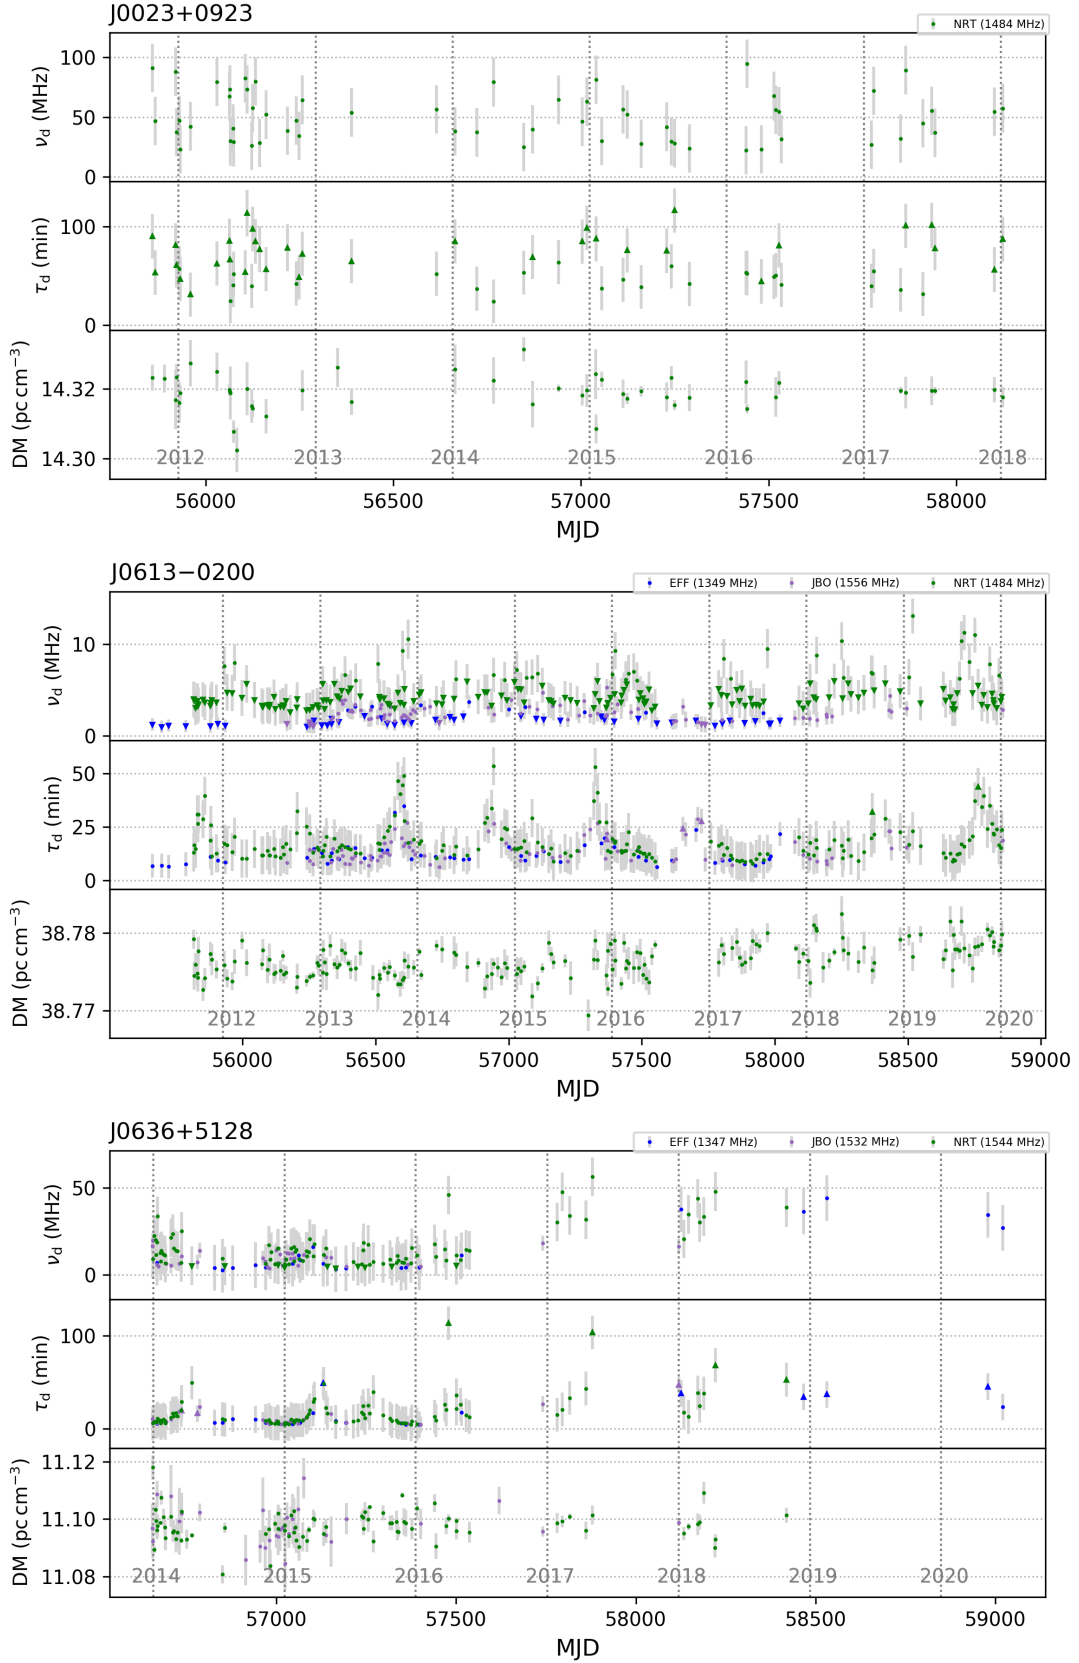 J0023+0923
NRT (1484 MHz)
100
50
0
ν_d (MHz)
100
0
τ_d (min)
14.32
14.30
DM (pc cm⁻³)
2012 2013 2014 2015 2016 2017 2018
56000 56500 57000 57500 58000
MJD
J0613−0200
EFF (1349 MHz) JBO (1556 MHz) NRT (1484 MHz)
10
0
ν_d (MHz)
50
25
0
τ_d (min)
38.78
38.77
DM (pc cm⁻³)
2012 2013 2014 2015 2016 2017 2018 2019 2020
56000 56500 57000 57500 58000 58500 59000
MJD
J0636+5128
EFF (1347 MHz) JBO (1532 MHz) NRT (1544 MHz)
50
0
ν_d (MHz)
100
0
τ_d (min)
11.12
11.10
11.08
DM (pc cm⁻³)
2014 2015 2016 2017 2018 2019 2020
57000 57500 58000 58500 59000
MJD